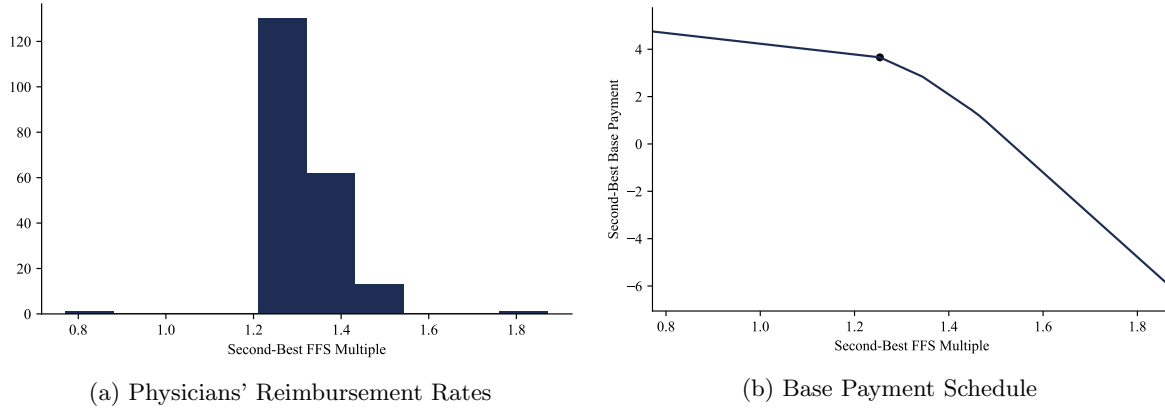 120
100
80
60
40
20
0
0.8 1.0 1.2 1.4 1.6 1.8
Second-Best FFS Multiple
(a) Physicians' Reimbursement Rates
Second-Best Base Payment
4
2
0
−2
−4
−6
0.8 1.0 1.2 1.4 1.6 1.8
Second-Best FFS Multiple
(b) Base Payment Schedule